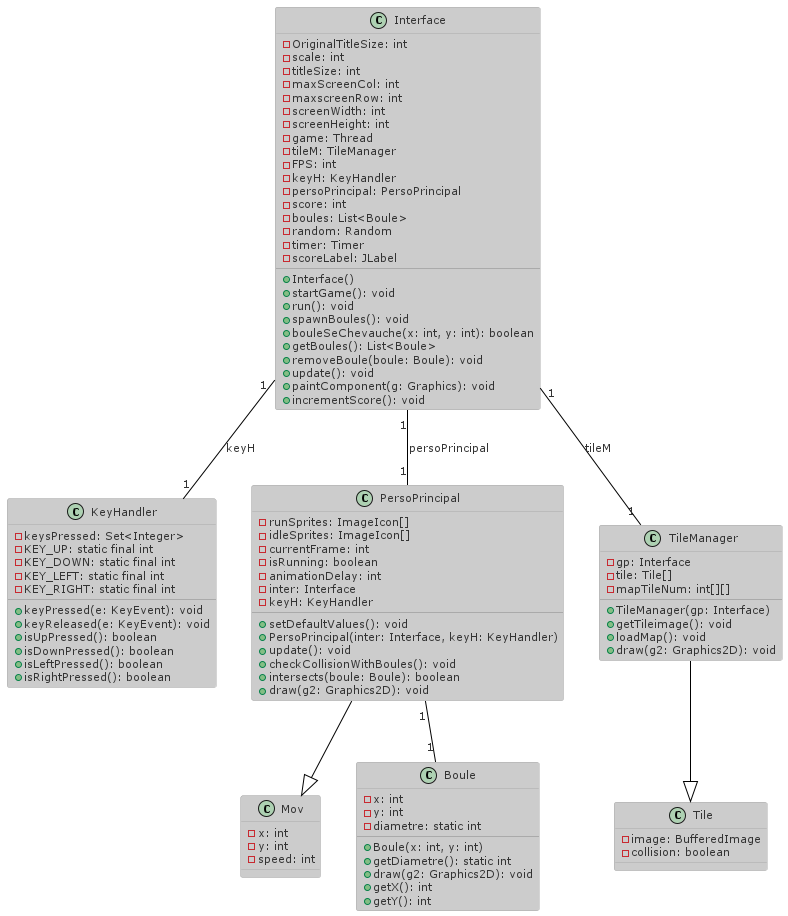 C Interface
OriginalTitleSize: int
scale: int
titleSize: int
maxScreenCol: int
maxscreenRow: int
screenWidth: int
screenHeight: int
game: Thread
tileM: TileManager
FPS: int
keyH: KeyHandler
persoPrincipal: PersoPrincipal
score: int
boules: List<Boule>
random: Random
timer: Timer
scoreLabel: JLabel
Interface()
startGame(): void
run(): void
spawnBoules(): void
bouleSeChevauche(x: int, y: int): boolean
getBoules(): List<Boule>
removeBoule(boule: Boule): void
update(): void
paintComponent(g: Graphics): void
incrementScore(): void
1
1
1
keyH
persoPrincipal
tileM
1
1
1
C KeyHandler
keysPressed: Set<Integer>
KEY_UP: static final int
KEY_DOWN: static final int
KEY_LEFT: static final int
KEY_RIGHT: static final int
keyPressed(e: KeyEvent): void
keyReleased(e: KeyEvent): void
isUpPressed(): boolean
isDownPressed(): boolean
isLeftPressed(): boolean
isRightPressed(): boolean
C PersoPrincipal
runSprites: ImageIcon[]
idleSprites: ImageIcon[]
currentFrame: int
isRunning: boolean
animationDelay: int
inter: Interface
keyH: KeyHandler
setDefaultValues(): void
PersoPrincipal(inter: Interface, keyH: KeyHandler)
update(): void
checkCollisionWithBoules(): void
intersects(boule: Boule): boolean
draw(g2: Graphics2D): void
C TileManager
gp: Interface
tile: Tile[]
mapTileNum: int[][]
TileManager(gp: Interface)
getTileimage(): void
loadMap(): void
draw(g2: Graphics2D): void
1
1
C Mov
x: int
y: int
speed: int
C Boule
x: int
y: int
diametre: static int
Boule(x: int, y: int)
getDiametre(): static int
draw(g2: Graphics2D): void
getX(): int
getY(): int
C Tile
image: BufferedImage
collision: boolean